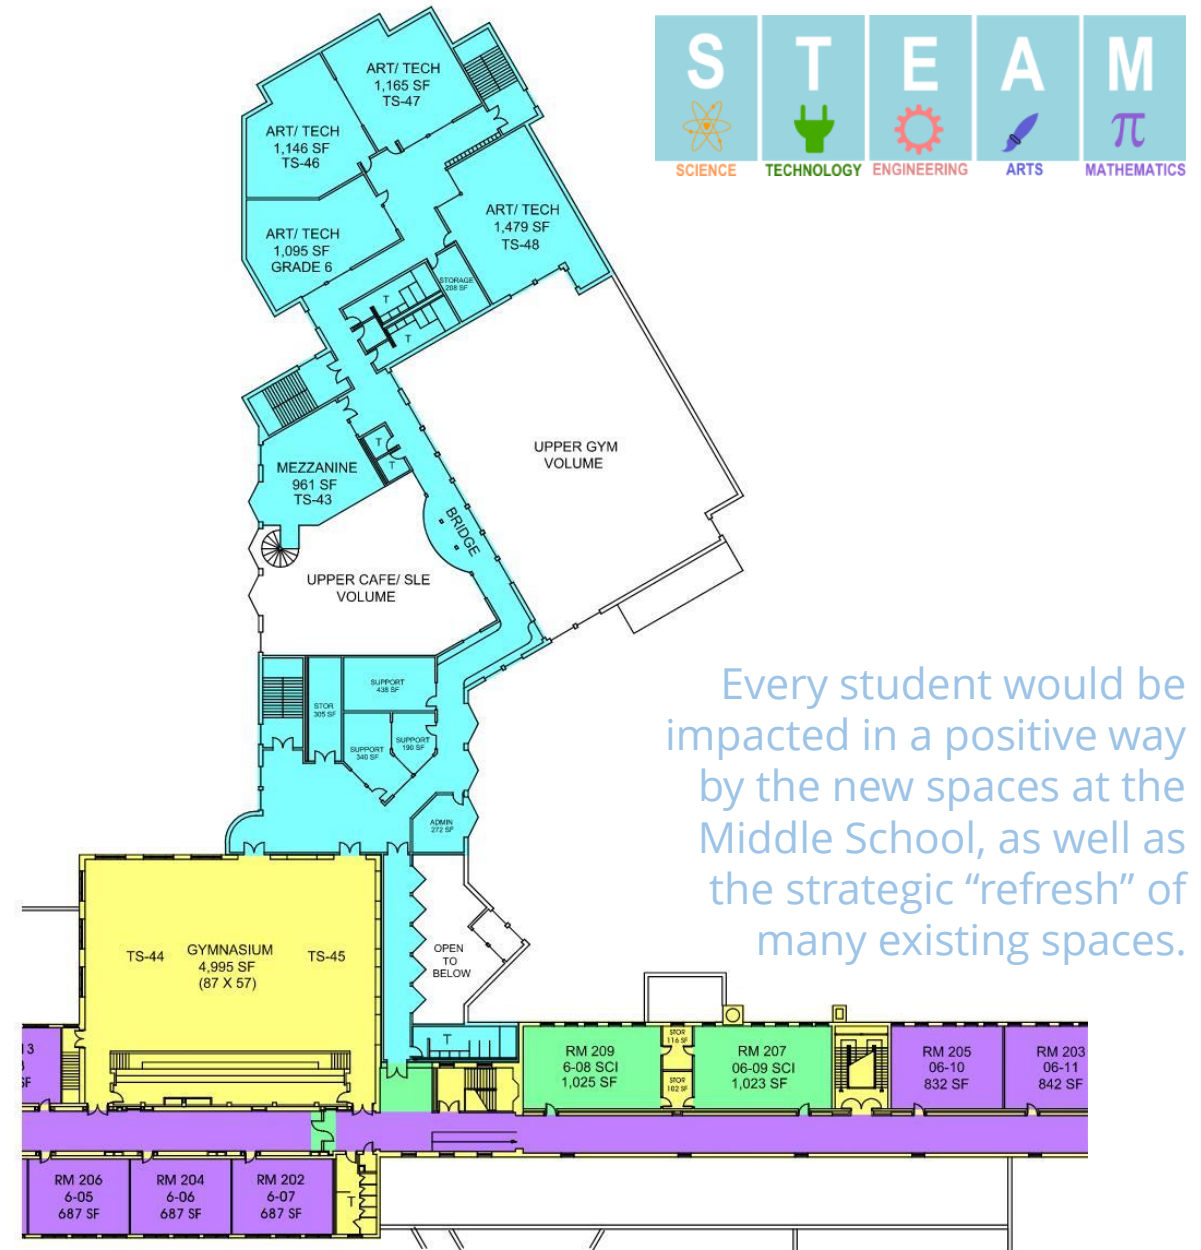 S T E A M
SCIENCE TECHNOLOGY ENGINEERING ARTS MATHEMATICS
ART/ TECH
1,165 SF
TS-47
ART/ TECH
1,146 SF
TS-46
ART/ TECH
1,479 SF
TS-48
ART/ TECH
1,095 SF
GRADE 6
STORAGE
208 SF
T
T
UPPER GYM
VOLUME
T
T
MEZZANINE
961 SF
TS-43
BRIDGE
UPPER CAFE/ SLE
VOLUME
SUPPORT
438 SF
STOR
305 SF
SUPPORT
190 SF
SUPPORT
340 SF
ADMIN
272 SF
Every student would be
impacted in a positive way
by the new spaces at the
Middle School, as well as
the strategic “refresh” of
many existing spaces.
TS-44
GYMNASIUM
4,995 SF
(87 X 57)
TS-45
OPEN
TO
BELOW
T
RM 209
6-08 SCI
1,025 SF
STOR
116 SF
STOR
102 SF
RM 207
06-09 SCI
1,023 SF
RM 205
06-10
832 SF
RM 203
06-11
842 SF
RM 206
6-05
687 SF
RM 204
6-06
687 SF
RM 202
6-07
687 SF
T